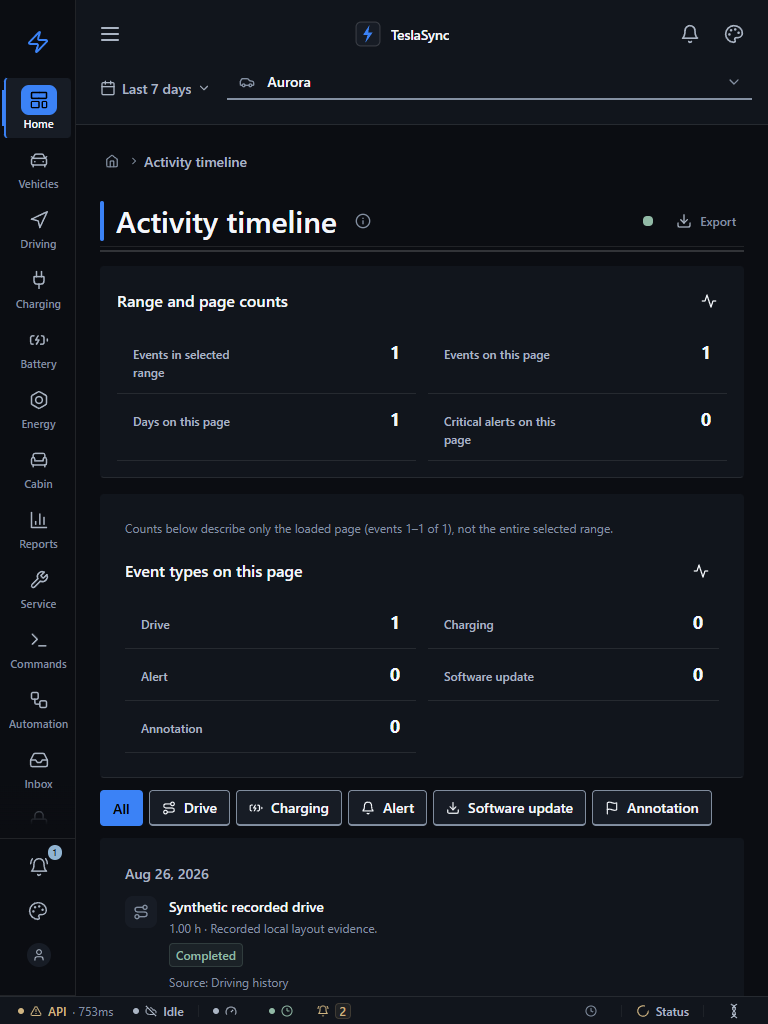 TeslaSync
Last 7 days
Aurora
Home
Vehicles
Driving
Charging
Battery
Energy
Cabin
Reports
Service
Commands
Automation
Inbox
1
Activity timeline
Activity timeline
Export
Range and page counts
Events in selected range
1
Events on this page
1
Days on this page
1
Critical alerts on this page
0
Counts below describe only the loaded page (events 1–1 of 1), not the entire selected range.
Event types on this page
Drive
1
Charging
0
Alert
0
Software update
0
Annotation
0
All
Drive
Charging
Alert
Software update
Annotation
Aug 26, 2026
Synthetic recorded drive
1.00 h · Recorded local layout evidence.
Completed
Source: Driving history
API · 753ms
Idle
2
Status